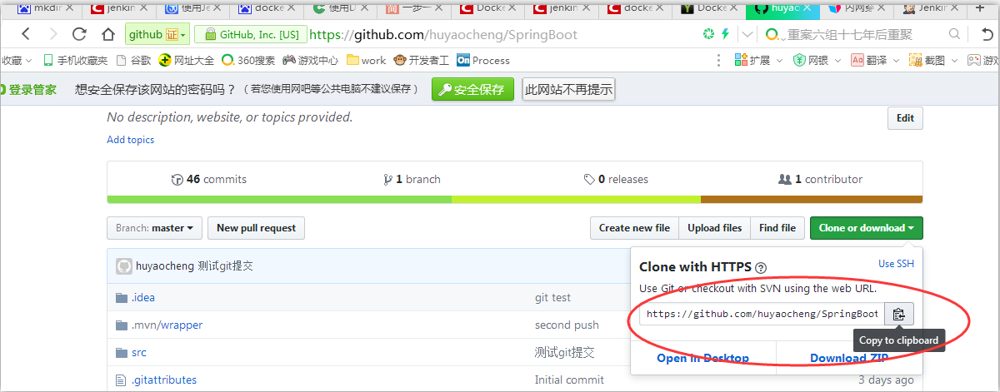 mkdir jenkin 使用Je docke 使用D 一步一 Docke jenkin docke Docke huyac 内网穿 Jenkin
github 证 GitHub, Inc. [US] https://github.com/huyaocheng/SpringBoot 重案六组十七年后重聚
收藏 手机收藏夹 谷歌 网址大全 360搜索 游戏中心 work 开发者工 Process 扩展 网银 翻译 截图 游戏
登录管家 想安全保存该网站的密码吗？（若您使用网吧等公共电脑不建议保存） 安全保存 此网站不再提示
No description, website, or topics provided. Edit
Add topics
46 commits 1 branch 0 releases 1 contributor
Branch: master New pull request Create new file Upload files Find file Clone or download
huyaocheng 测试git提交
Clone with HTTPS Use SSH
Use Git or checkout with SVN using the web URL.
https://github.com/huyaocheng/SpringBoot
Copy to clipboard
Open in Desktop Download ZIP
.idea git test
.mvn/wrapper second push
src 测试git提交
.gitattributes Initial commit 3 days ago